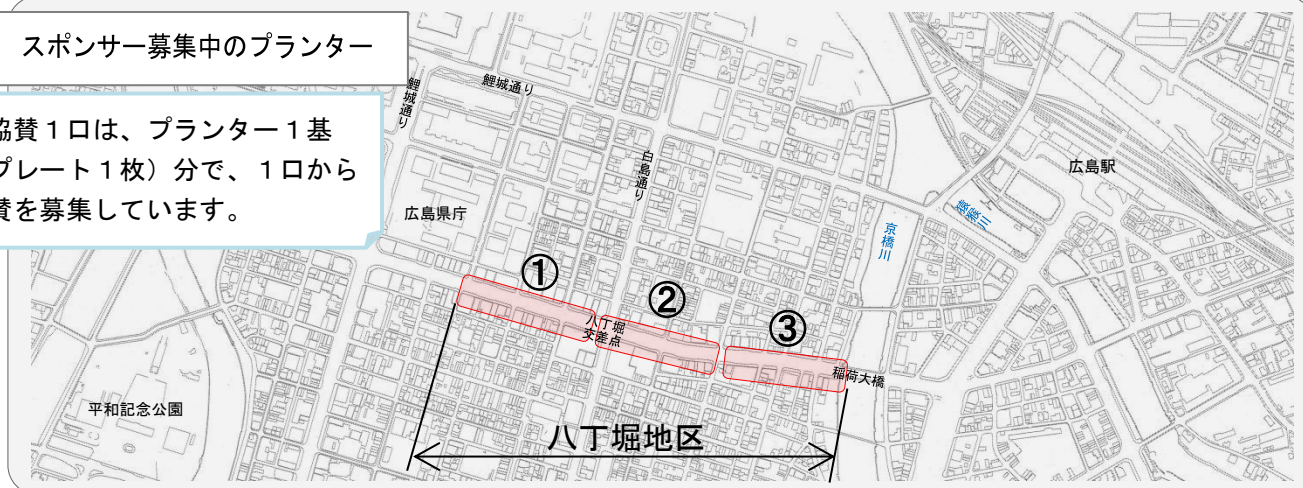 スポンサー募集中のプランター
協賛１口は、プランター１基
プレート１枚）分で、１口から
賛を募集しています。
鯉城通り
鯉城通り
白島通り
広島駅
猿猴川
京橋川
広島県庁
①
②
③
八丁堀
交差点
稲荷大橋
平和記念公園
八丁堀地区